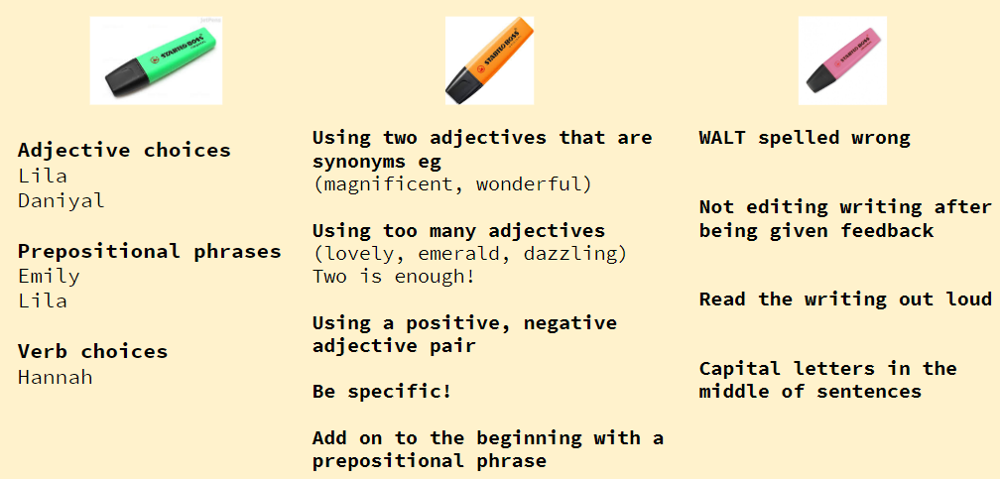 STABILO BOSS
Adjective choices
Lila
Daniyal
Prepositional phrases
Emily
Lila
Verb choices
Hannah
STABILO BOSS
Using two adjectives that are
synonyms eg
(magnificent, wonderful)
Using too many adjectives
(lovely, emerald, dazzling)
Two is enough!
Using a positive, negative
adjective pair
Be specific!
Add on to the beginning with a
prepositional phrase
STABILO BOSS
WALT spelled wrong
Not editing writing after
being given feedback
Read the writing out loud
Capital letters in the
middle of sentences